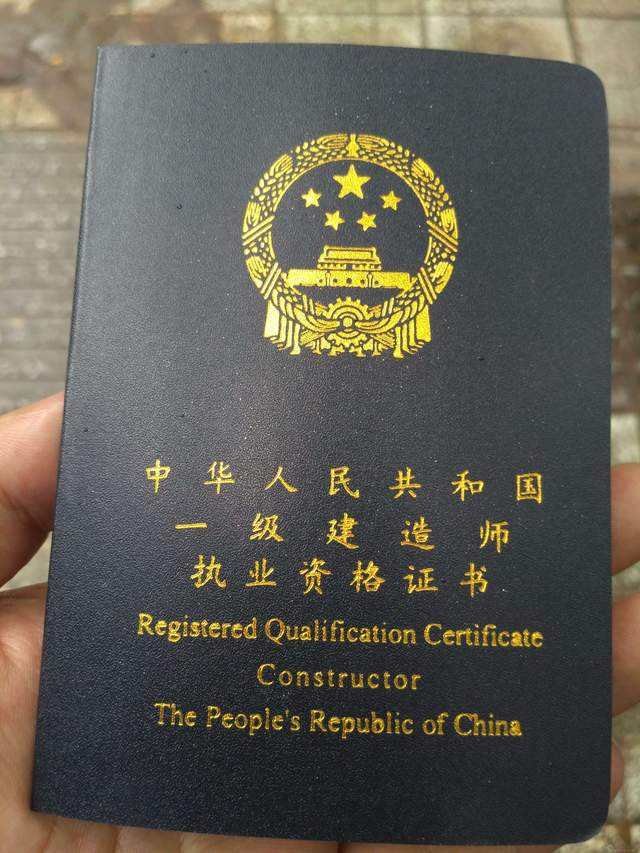 中华人民共和国
一级建造师
执业资格证书
Registered Qualification Certificate
Constructor
The People's Republic of China